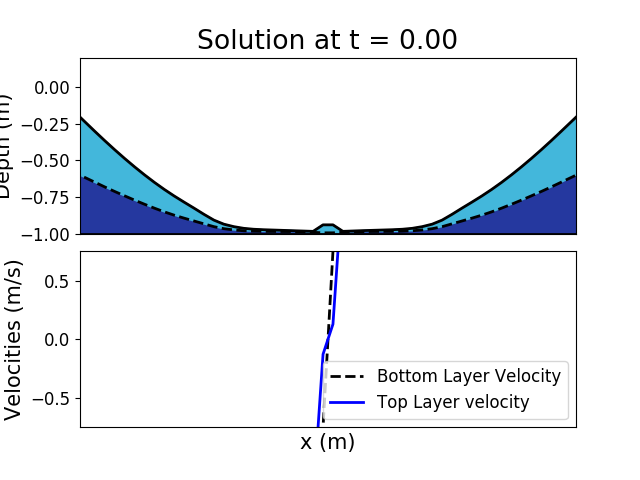 Solution at t = 0.00
Depth (m)
0.00
−0.25
−0.50
−0.75
−1.00
Velocities (m/s)
0.5
0.0
−0.5
Bottom Layer Velocity
Top Layer velocity
x (m)